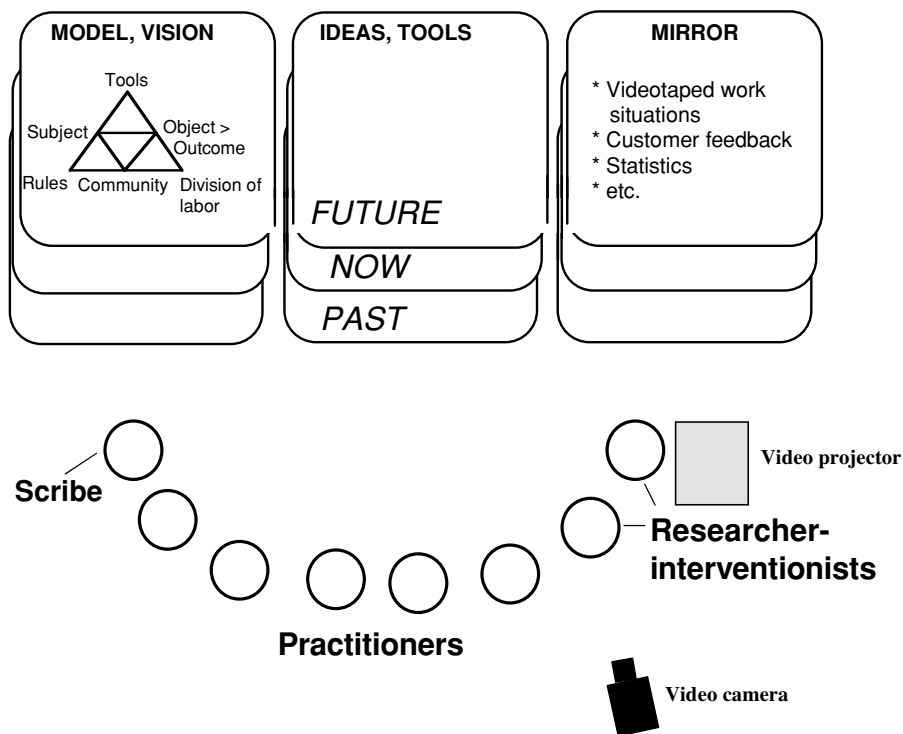 MODEL, VISION
Tools
Subject
Object >
Outcome
Rules
Community
Division of
labor
IDEAS, TOOLS
FUTURE
NOW
PAST
MIRROR
* Videotaped work
situations
* Customer feedback
* Statistics
* etc.
Scribe
Practitioners
Video projector
Researcher-
interventionists
Video camera